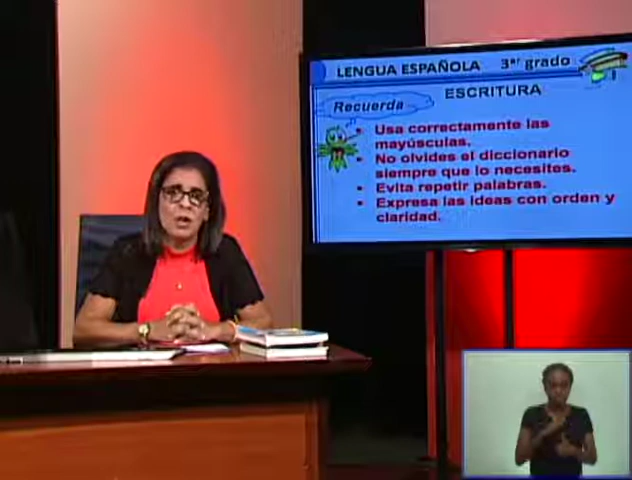 LENGUA ESPAÑOLA 3er grado
ESCRITURA
Recuerda
Usa correctamente las
mayúsculas.
No olvides el diccionario
siempre que lo necesites.
Evita repetir palabras.
Expresa las ideas con orden y
claridad.